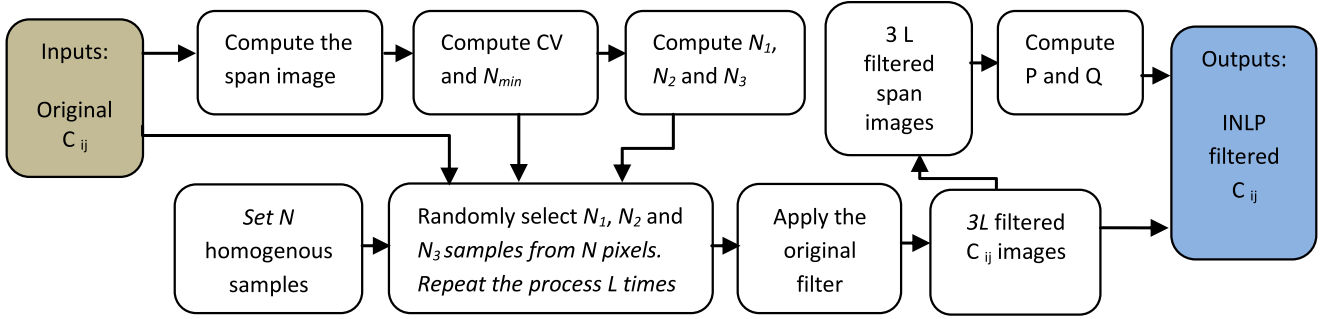 Inputs:
Original
C ij
Compute the
span image
Compute CV
and Nmin
Compute N1,
N2 and N3
3 L
filtered
span
images
Compute
P and Q
Outputs:
INLP
filtered
C ij
Set N
homogenous
samples
Randomly select N1, N2 and
N3 samples from N pixels.
Repeat the process L times
Apply the
original
filter
3L filtered
C ij images